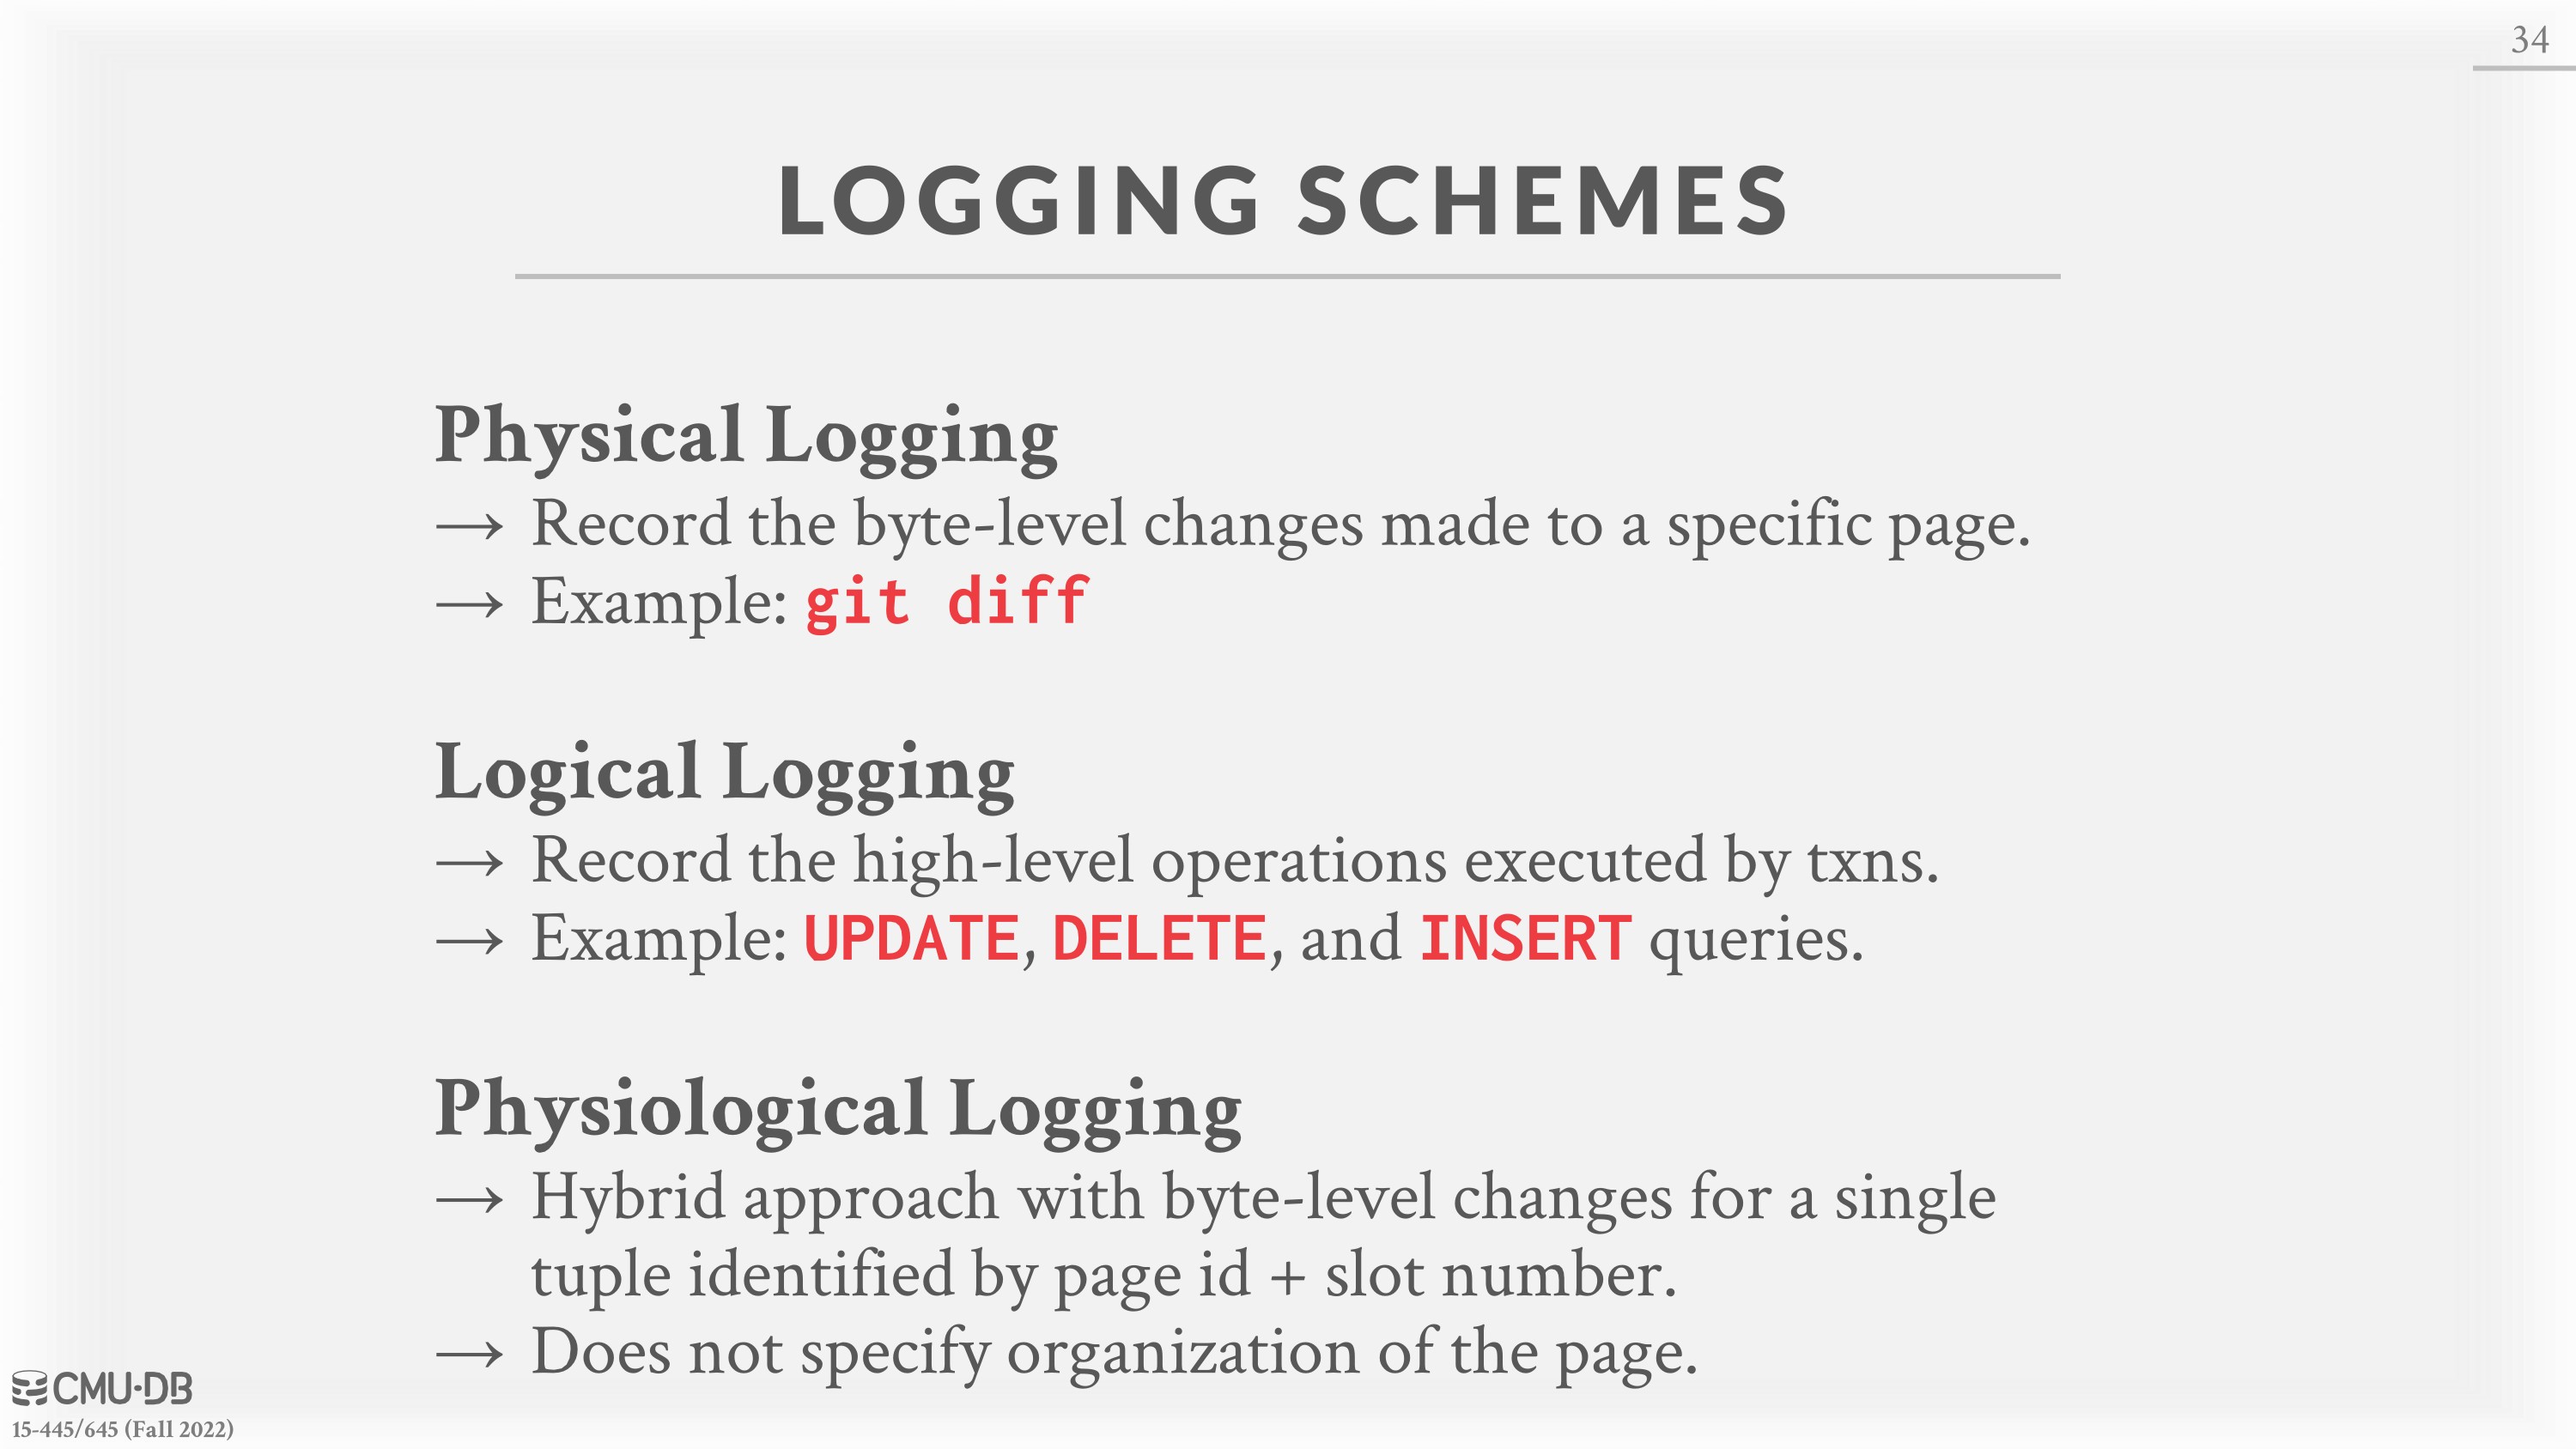 34
LOGGING SCHEMES
Physical Logging
→ Record the byte-level changes made to a specific page.
→ Example: git diff
Logical Logging
→ Record the high-level operations executed by txns.
→ Example: UPDATE, DELETE, and INSERT queries.
Physiological Logging
→ Hybrid approach with byte-level changes for a single
tuple identified by page id + slot number.
→ Does not specify organization of the page.
CMU·DB
15-445/645 (Fall 2022)